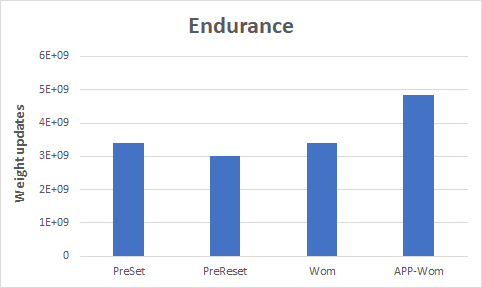 Endurance
6E+09
5E+09
4E+09
3E+09
2E+09
1E+09
0
Weight updates
PreSet PreReset Wom APP-Wom